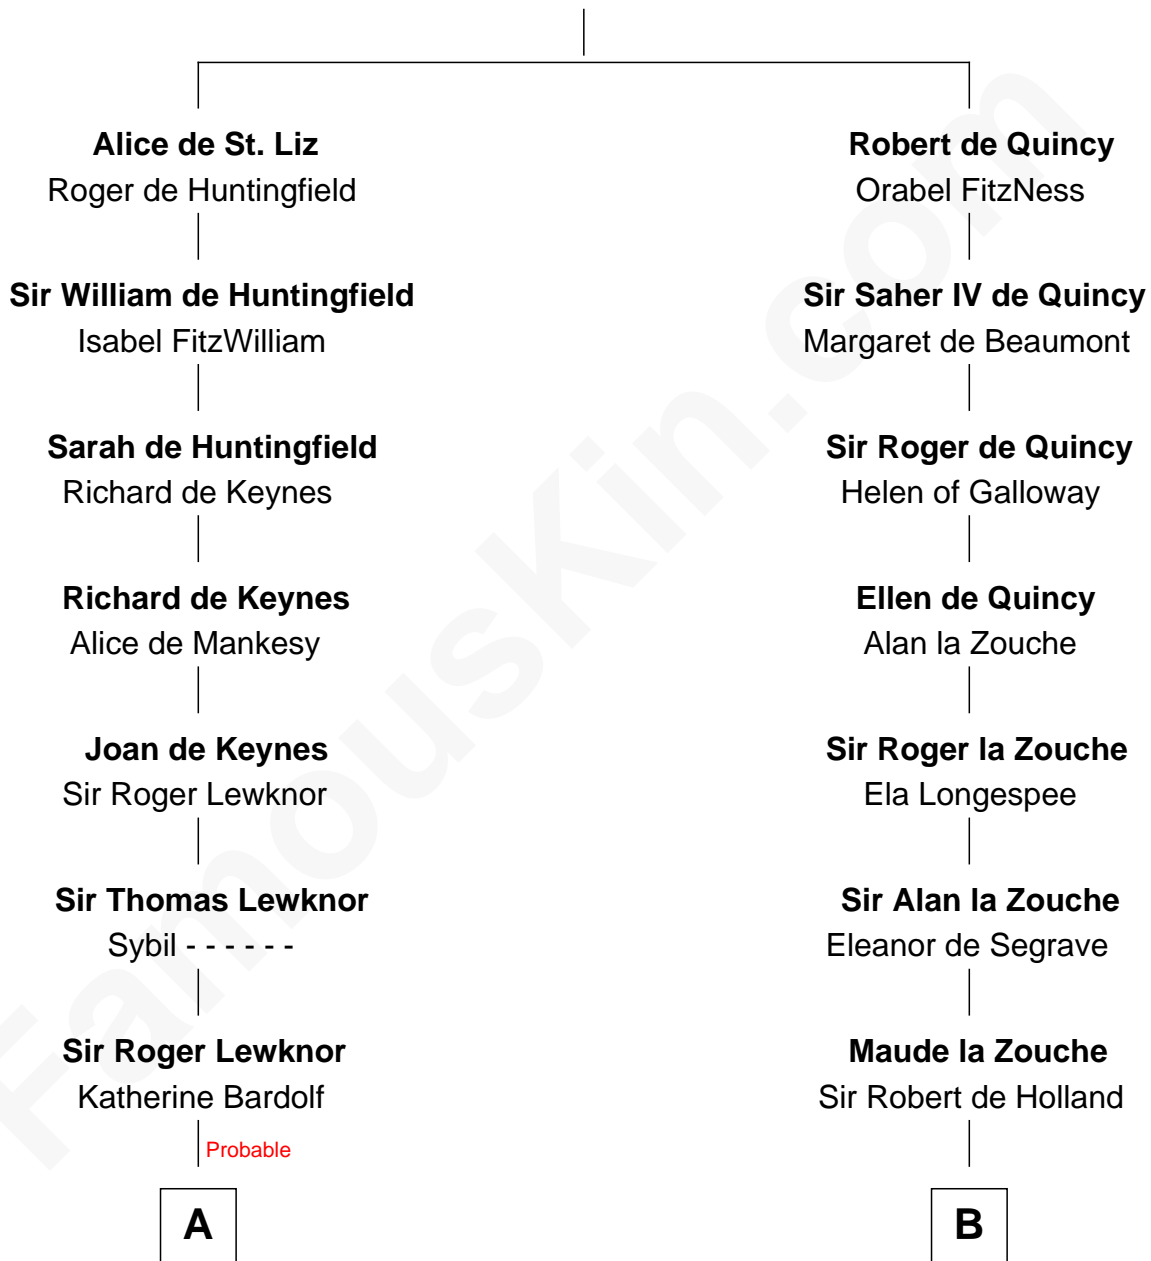 Alice de St. Liz
Roger de Huntingfield
Sir William de Huntingfield
Isabel FitzWilliam
Sarah de Huntingfield
Richard de Keynes
Richard de Keynes
Alice de Mankesy
Joan de Keynes
Sir Roger Lewknor
Sir Thomas Lewknor
Sybil - - - - - -
Sir Roger Lewknor
Katherine Bardolf
Probable
A
Robert de Quincy
Orabel FitzNess
Sir Saher IV de Quincy
Margaret de Beaumont
Sir Roger de Quincy
Helen of Galloway
Ellen de Quincy
Alan la Zouche
Sir Roger la Zouche
Ela Longespee
Sir Alan la Zouche
Eleanor de Segrave
Maude la Zouche
Sir Robert de Holland
B
FamousKin.com